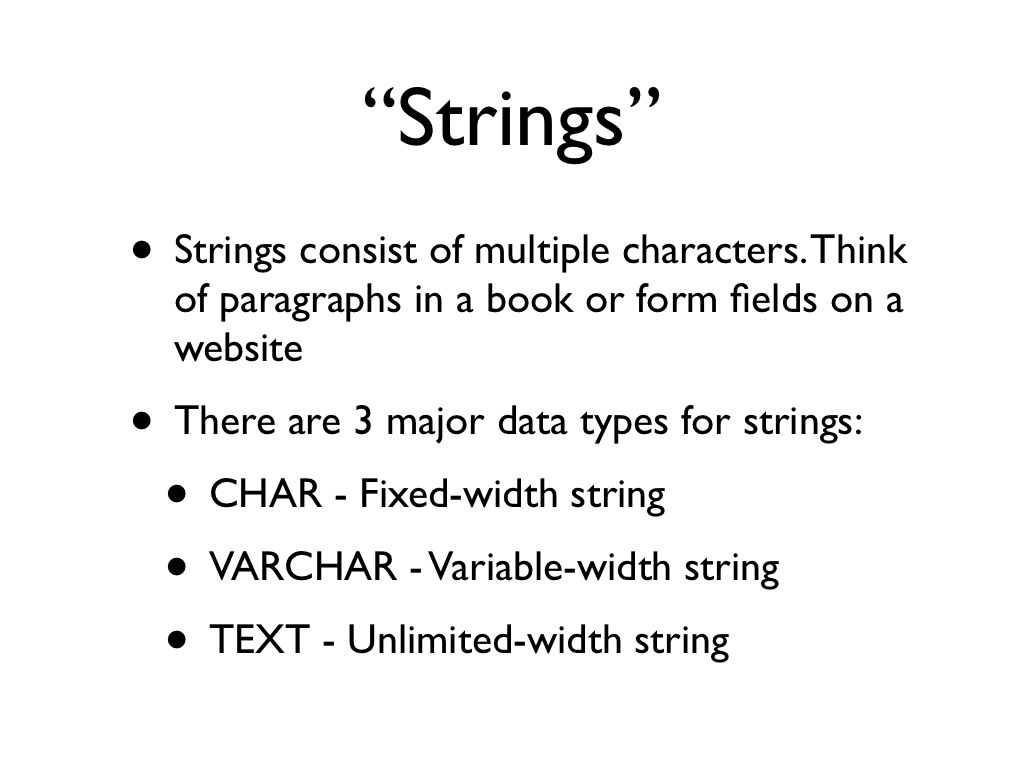 “Strings”
• Strings consist of multiple characters. Think
of paragraphs in a book or form fields on a
website
• There are 3 major data types for strings:
• CHAR - Fixed-width string
• VARCHAR - Variable-width string
• TEXT - Unlimited-width string